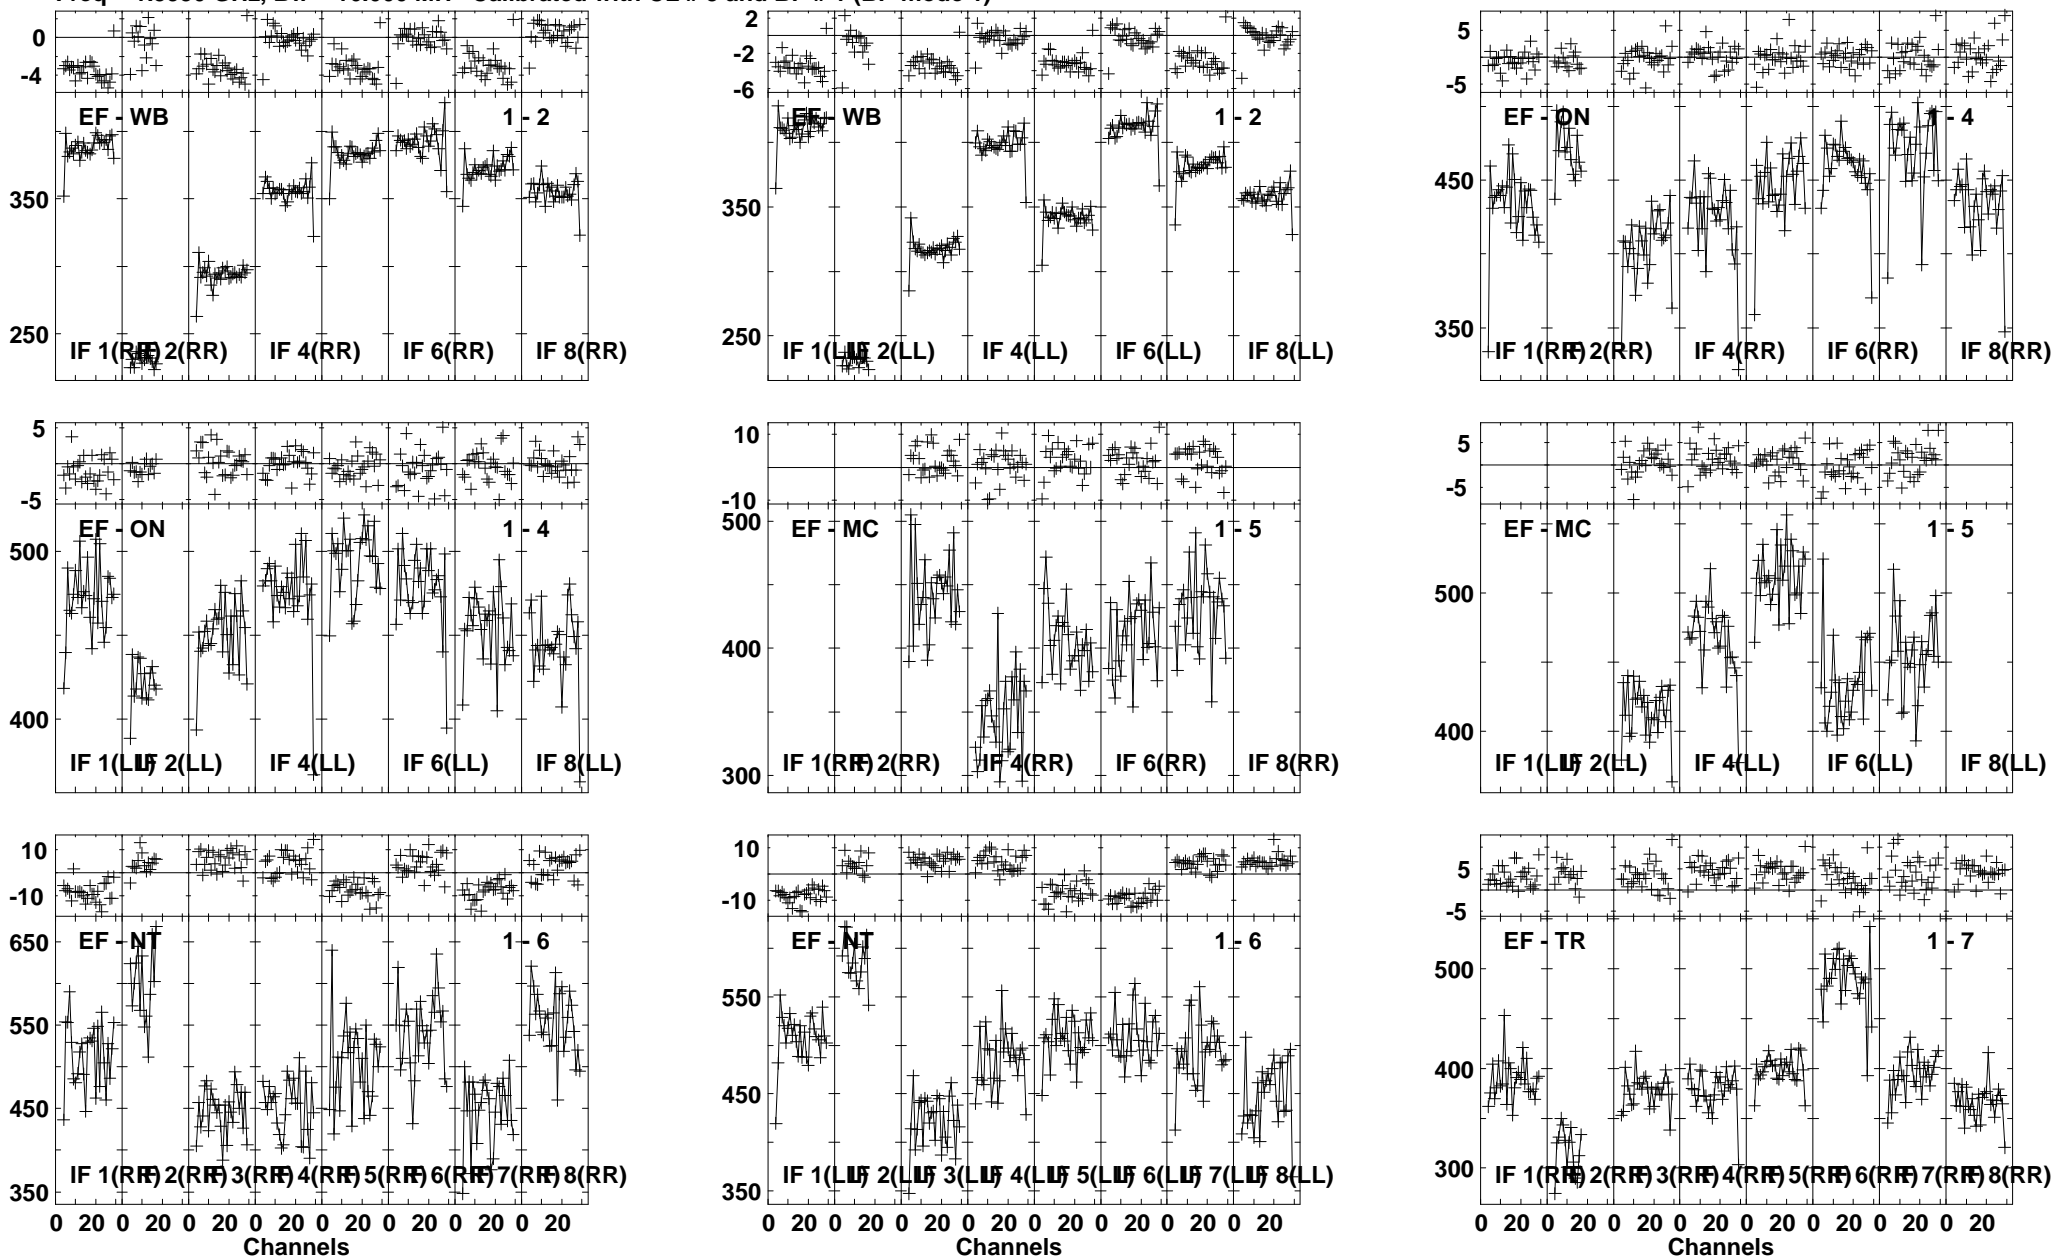 0
-4
EF - WB
1 - 2
350
250
IF 1(RR)
IF 2(RR)
IF 4(RR)
IF 6(RR)
IF 8(RR)
2
-2
-6
EF - WB
1 - 2
350
250
IF 1(LL)
IF 2(LL)
IF 4(LL)
IF 6(LL)
IF 8(LL)
5
-5
EF - ON
1 - 4
450
350
IF 1(RR)
IF 2(RR)
IF 4(RR)
IF 6(RR)
IF 8(RR)
5
-5
EF - ON
1 - 4
500
400
IF 1(LL)
IF 2(LL)
IF 4(LL)
IF 6(LL)
IF 8(LL)
10
-10
500
EF - MC
1 - 5
400
300
IF 1(RR)
IF 2(RR)
IF 4(RR)
IF 6(RR)
IF 8(RR)
5
-5
EF - MC
1 - 5
500
400
IF 1(LL)
IF 2(LL)
IF 4(LL)
IF 6(LL)
IF 8(LL)
10
-10
650
EF - NT
1 - 6
550
450
350
IF 1(RR)
IF 2(RR)
IF 3(RR)
IF 4(RR)
IF 5(RR)
IF 6(RR)
IF 7(RR)
IF 8(RR)
0 20 0 20 0 20 0 20 0 20 0 20 0 20 0 20
Channels
10
-10
EF - NT
1 - 6
550
450
350
IF 1(LL)
IF 2(LL)
IF 3(LL)
IF 4(LL)
IF 5(LL)
IF 6(LL)
IF 7(LL)
IF 8(LL)
0 20 0 20 0 20 0 20 0 20 0 20 0 20 0 20
Channels
5
-5
EF - TR
1 - 7
500
400
300
IF 1(RR)
IF 2(RR)
IF 3(RR)
IF 4(RR)
IF 5(RR)
IF 6(RR)
IF 7(RR)
IF 8(RR)
0 20 0 20 0 20 0 20 0 20 0 20 0 20 0 20
Channels